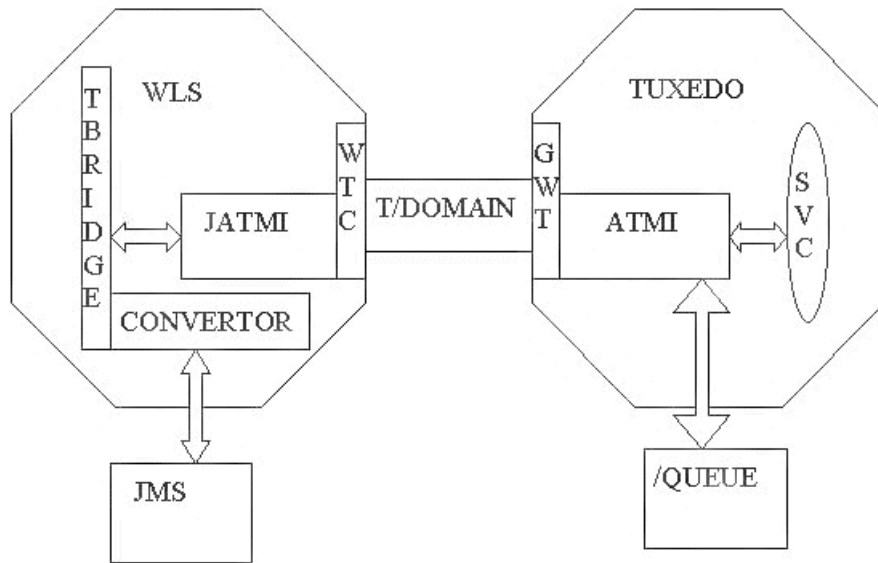 WLS
TBRIDGE
JATMI
WTC
CONVERTOR
JMS
T/DOMAIN
TUXEDO
GWT
ATMI
SVC
/QUEUE